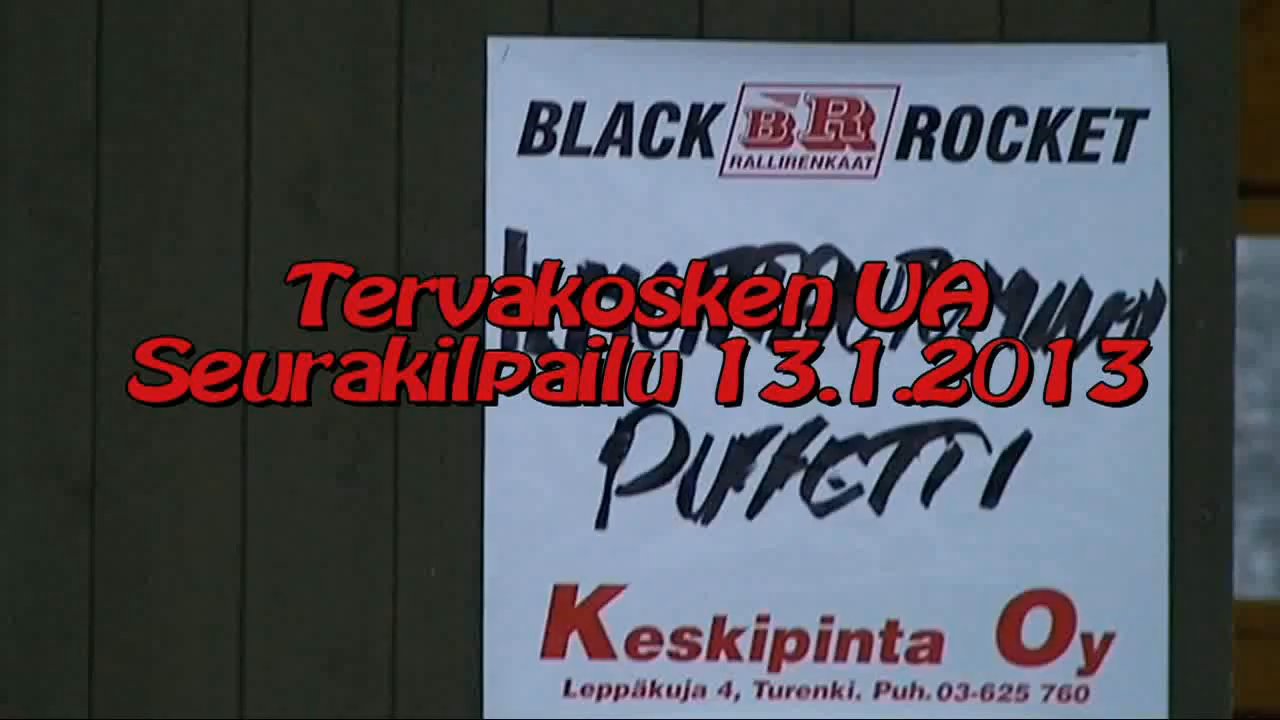 BLACK BR ROCKET
RALLIRENKAAT
Tervakosken UA
Seurakilpailu 13.1.2013
PUFFETTI
Keskipinta Oy
Leppäkuja 4, Turenki. Puh. 03-625 760